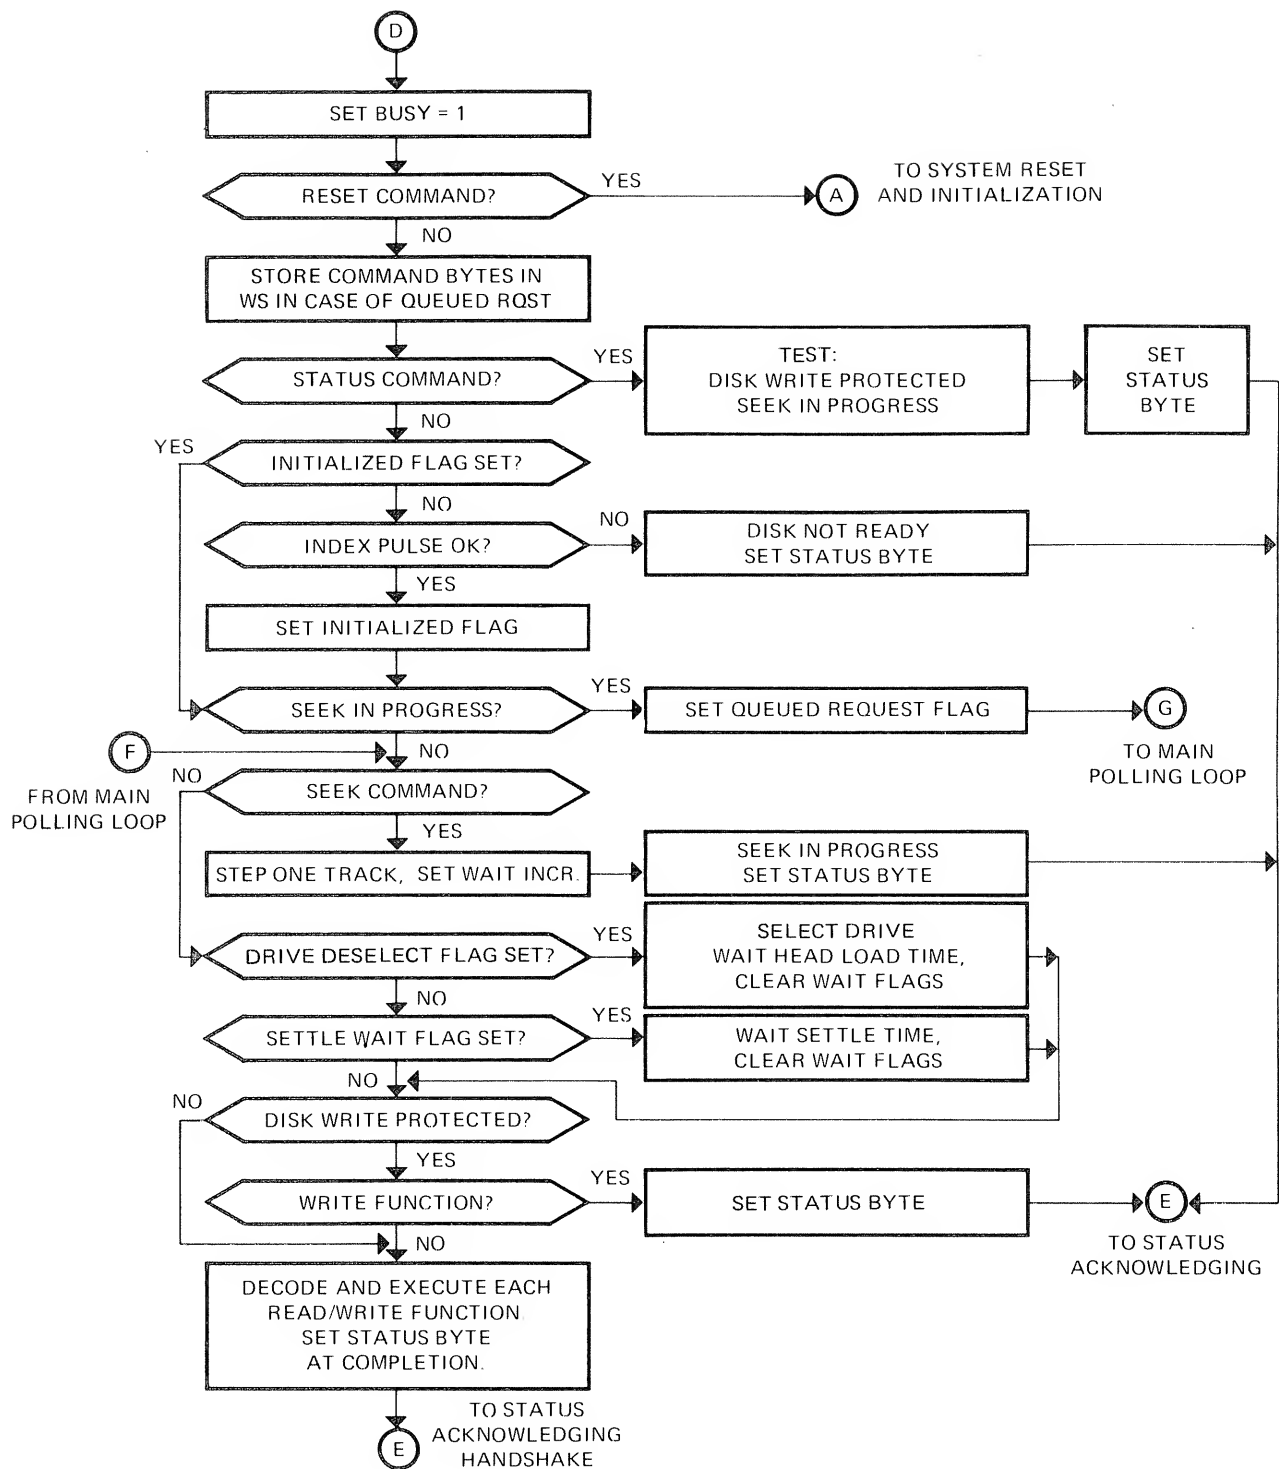 D
SET BUSY = 1
RESET COMMAND?
YES
A
TO SYSTEM RESET
AND INITIALIZATION
NO
STORE COMMAND BYTES IN
WS IN CASE OF QUEUED RQST
STATUS COMMAND?
YES
TEST:
DISK WRITE PROTECTED
SEEK IN PROGRESS
SET
STATUS
BYTE
NO
YES
INITIALIZED FLAG SET?
NO
INDEX PULSE OK?
NO
DISK NOT READY
SET STATUS BYTE
YES
SET INITIALIZED FLAG
SEEK IN PROGRESS?
YES
SET QUEUED REQUEST FLAG
G
TO MAIN
POLLING LOOP
NO
F
FROM MAIN
POLLING LOOP
NO
SEEK COMMAND?
YES
STEP ONE TRACK, SET WAIT INCR.
SEEK IN PROGRESS
SET STATUS BYTE
DRIVE DESELECT FLAG SET?
YES
SELECT DRIVE
WAIT HEAD LOAD TIME,
CLEAR WAIT FLAGS
NO
SETTLE WAIT FLAG SET?
YES
WAIT SETTLE TIME,
CLEAR WAIT FLAGS
NO
NO
DISK WRITE PROTECTED?
YES
WRITE FUNCTION?
YES
SET STATUS BYTE
E
TO STATUS
ACKNOWLEDGING
NO
DECODE AND EXECUTE EACH
READ/WRITE FUNCTION.
SET STATUS BYTE
AT COMPLETION.
E
TO STATUS
ACKNOWLEDGING
HANDSHAKE